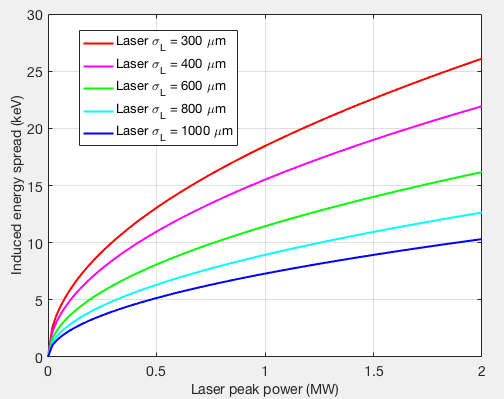 30
25
20
15
10
5
0
Induced energy spread (keV)
Laser σL = 300 μm
Laser σL = 400 μm
Laser σL = 600 μm
Laser σL = 800 μm
Laser σL = 1000 μm
0 0.5 1 1.5 2
Laser peak power (MW)